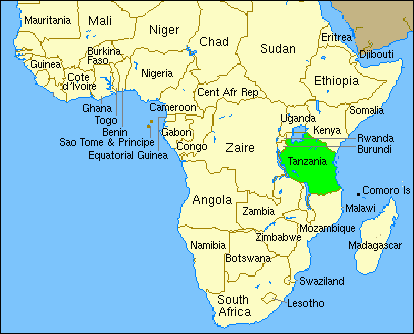 Mauritania
Mali
Niger
Chad
Sudan
Eritrea
Djibouti
Guinea
Burkina
Faso
Cote
d'Ivoire
Nigeria
Ethiopia
Ghana
Togo
Benin
Sao Tome & Principe
Equatorial Guinea
Cameroon
Cent Afr Rep
Somalia
Uganda
Kenya
Gabon
Congo
Zaire
Rwanda
Burundi
Tanzania
Comoro Is
Angola
Zambia
Malawi
Mozambique
Zimbabwe
Madagascar
Namibia
Botswana
Swaziland
South
Africa
Lesotho